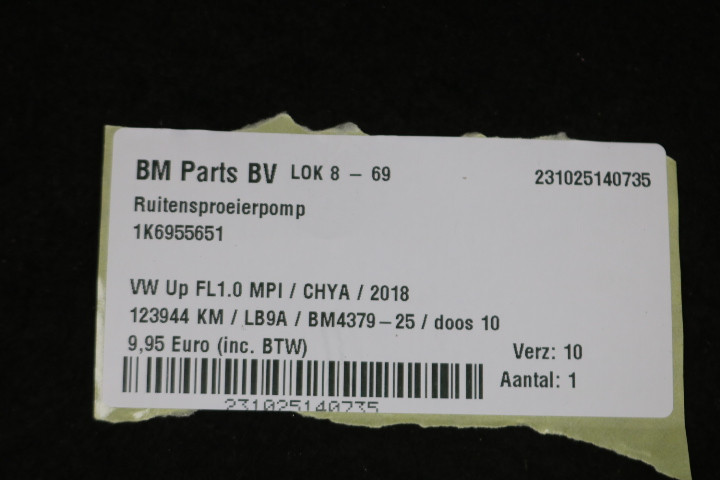 BM Parts BV LOK 8 - 69 231025140735
Ruitensproeierpomp
1K6955651
VW Up FL1.0 MPI / CHYA / 2018
123944 KM / LB9A / BM4379-25 / doos 10
9,95 Euro (inc. BTW) Verz: 10
Aantal: 1
231025140735